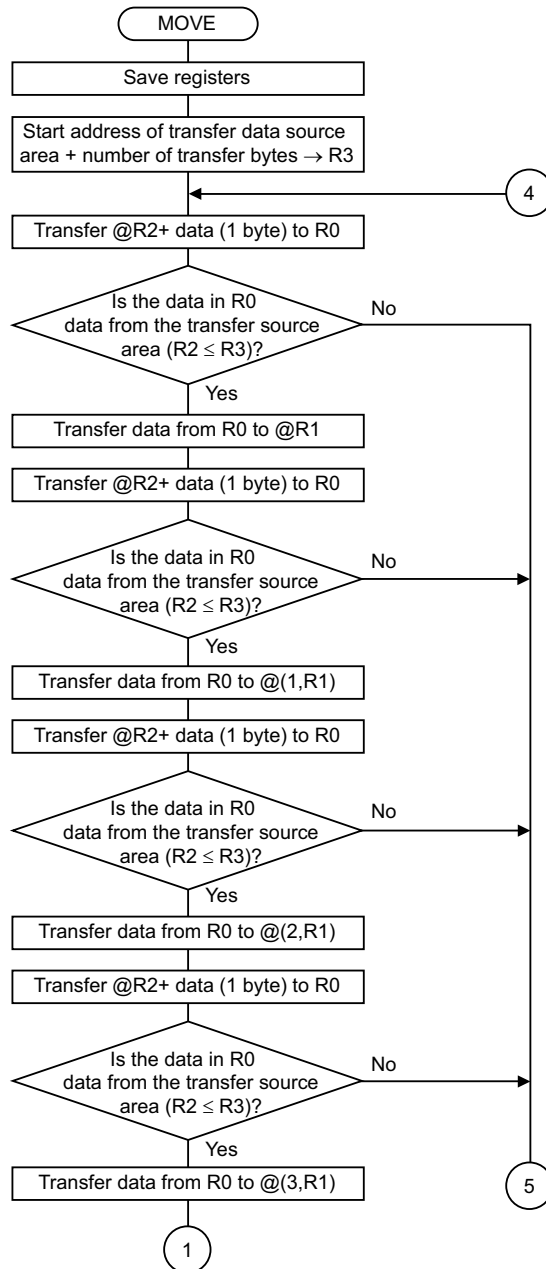 MOVE
Save registers
Start address of transfer data source
area + number of transfer bytes → R3
4
Transfer @R2+ data (1 byte) to R0
Is the data in R0
data from the transfer source
area (R2 ≤ R3)?
No
Yes
Transfer data from R0 to @R1
Transfer @R2+ data (1 byte) to R0
Is the data in R0
data from the transfer source
area (R2 ≤ R3)?
No
Yes
Transfer data from R0 to @(1,R1)
Transfer @R2+ data (1 byte) to R0
Is the data in R0
data from the transfer source
area (R2 ≤ R3)?
No
Yes
Transfer data from R0 to @(2,R1)
Transfer @R2+ data (1 byte) to R0
Is the data in R0
data from the transfer source
area (R2 ≤ R3)?
No
Yes
Transfer data from R0 to @(3,R1)
5
1